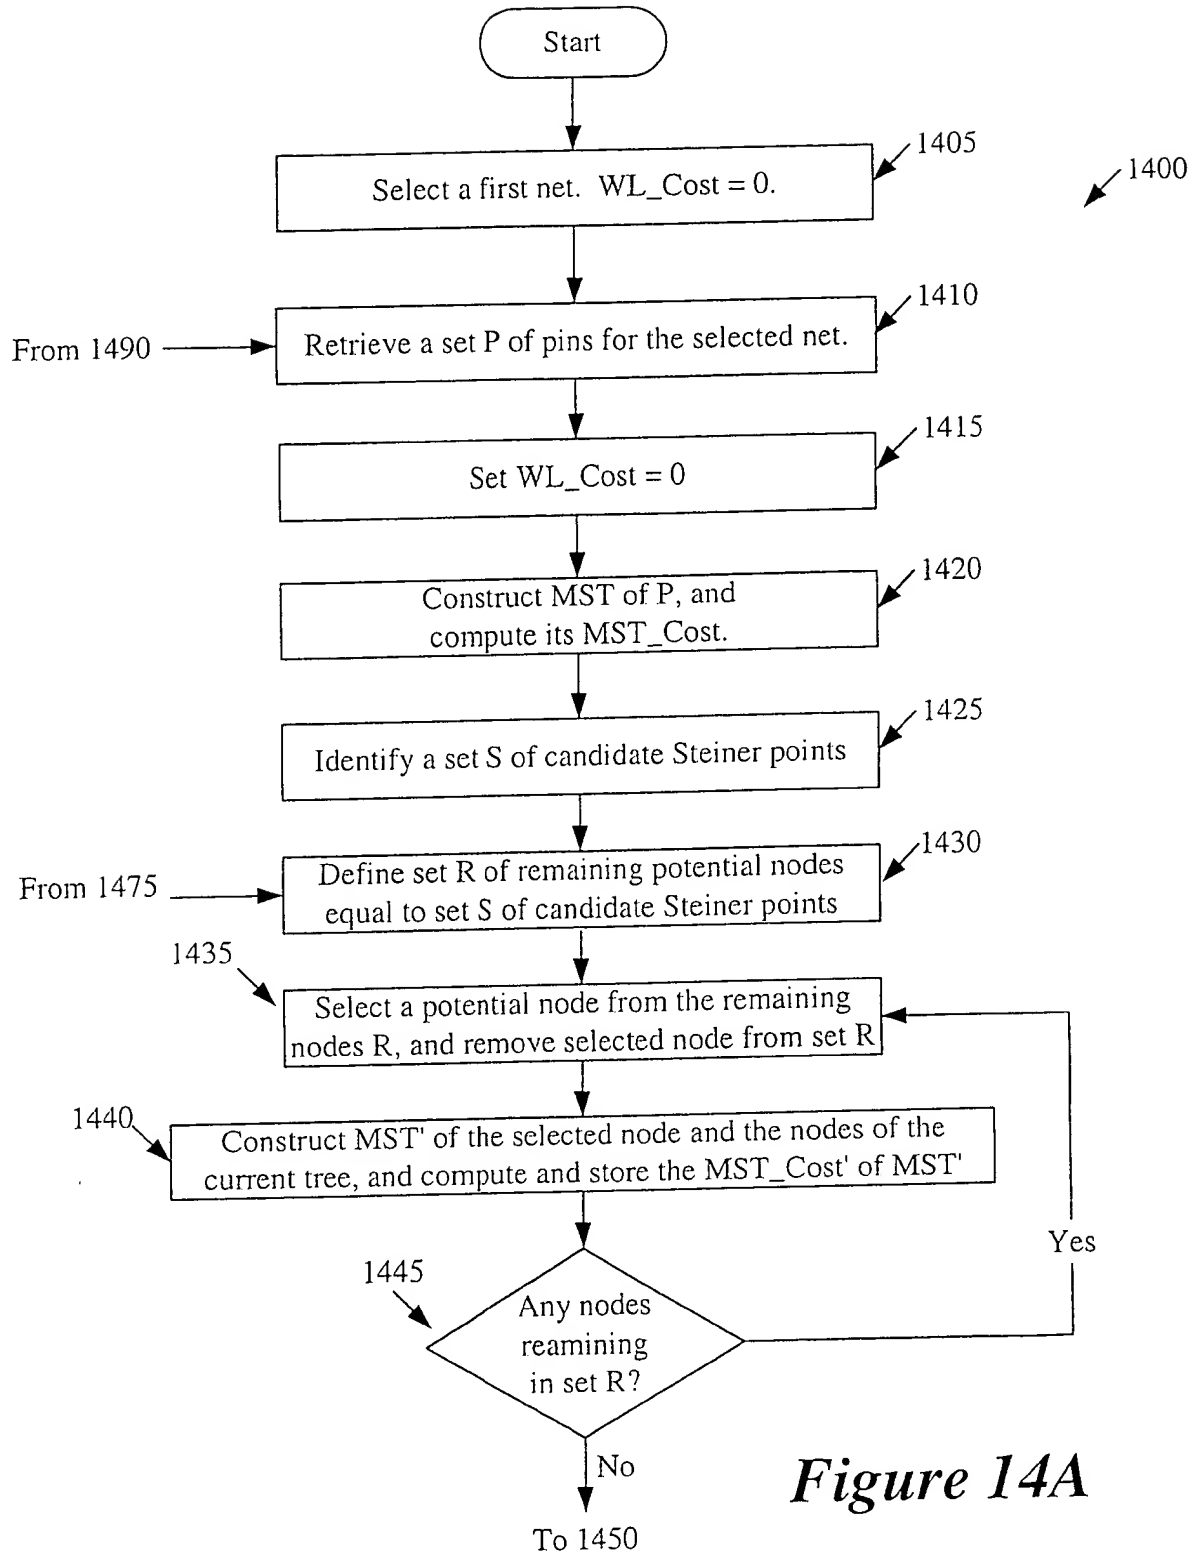 Start
1405
Select a first net. WL_Cost = 0.
1400
1410
From 1490
Retrieve a set P of pins for the selected net.
1415
Set WL_Cost = 0
1420
Construct MST of P, and
compute its MST_Cost.
1425
Identify a set S of candidate Steiner points
1430
From 1475
Define set R of remaining potential nodes
equal to set S of candidate Steiner points
1435
Select a potential node from the remaining
nodes R, and remove selected node from set R
1440
Construct MST' of the selected node and the nodes of the
current tree, and compute and store the MST_Cost' of MST'
Yes
1445
Any nodes
reamining
in set R?
No
Figure 14A
To 1450